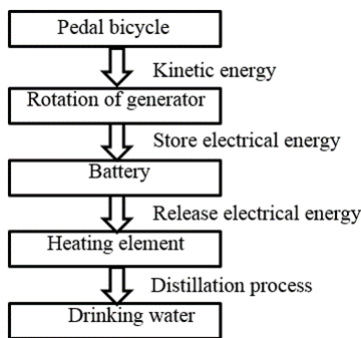 Pedal bicycle
Kinetic energy
Rotation of generator
Store electrical energy
Battery
Release electrical energy
Heating element
Distillation process
Drinking water